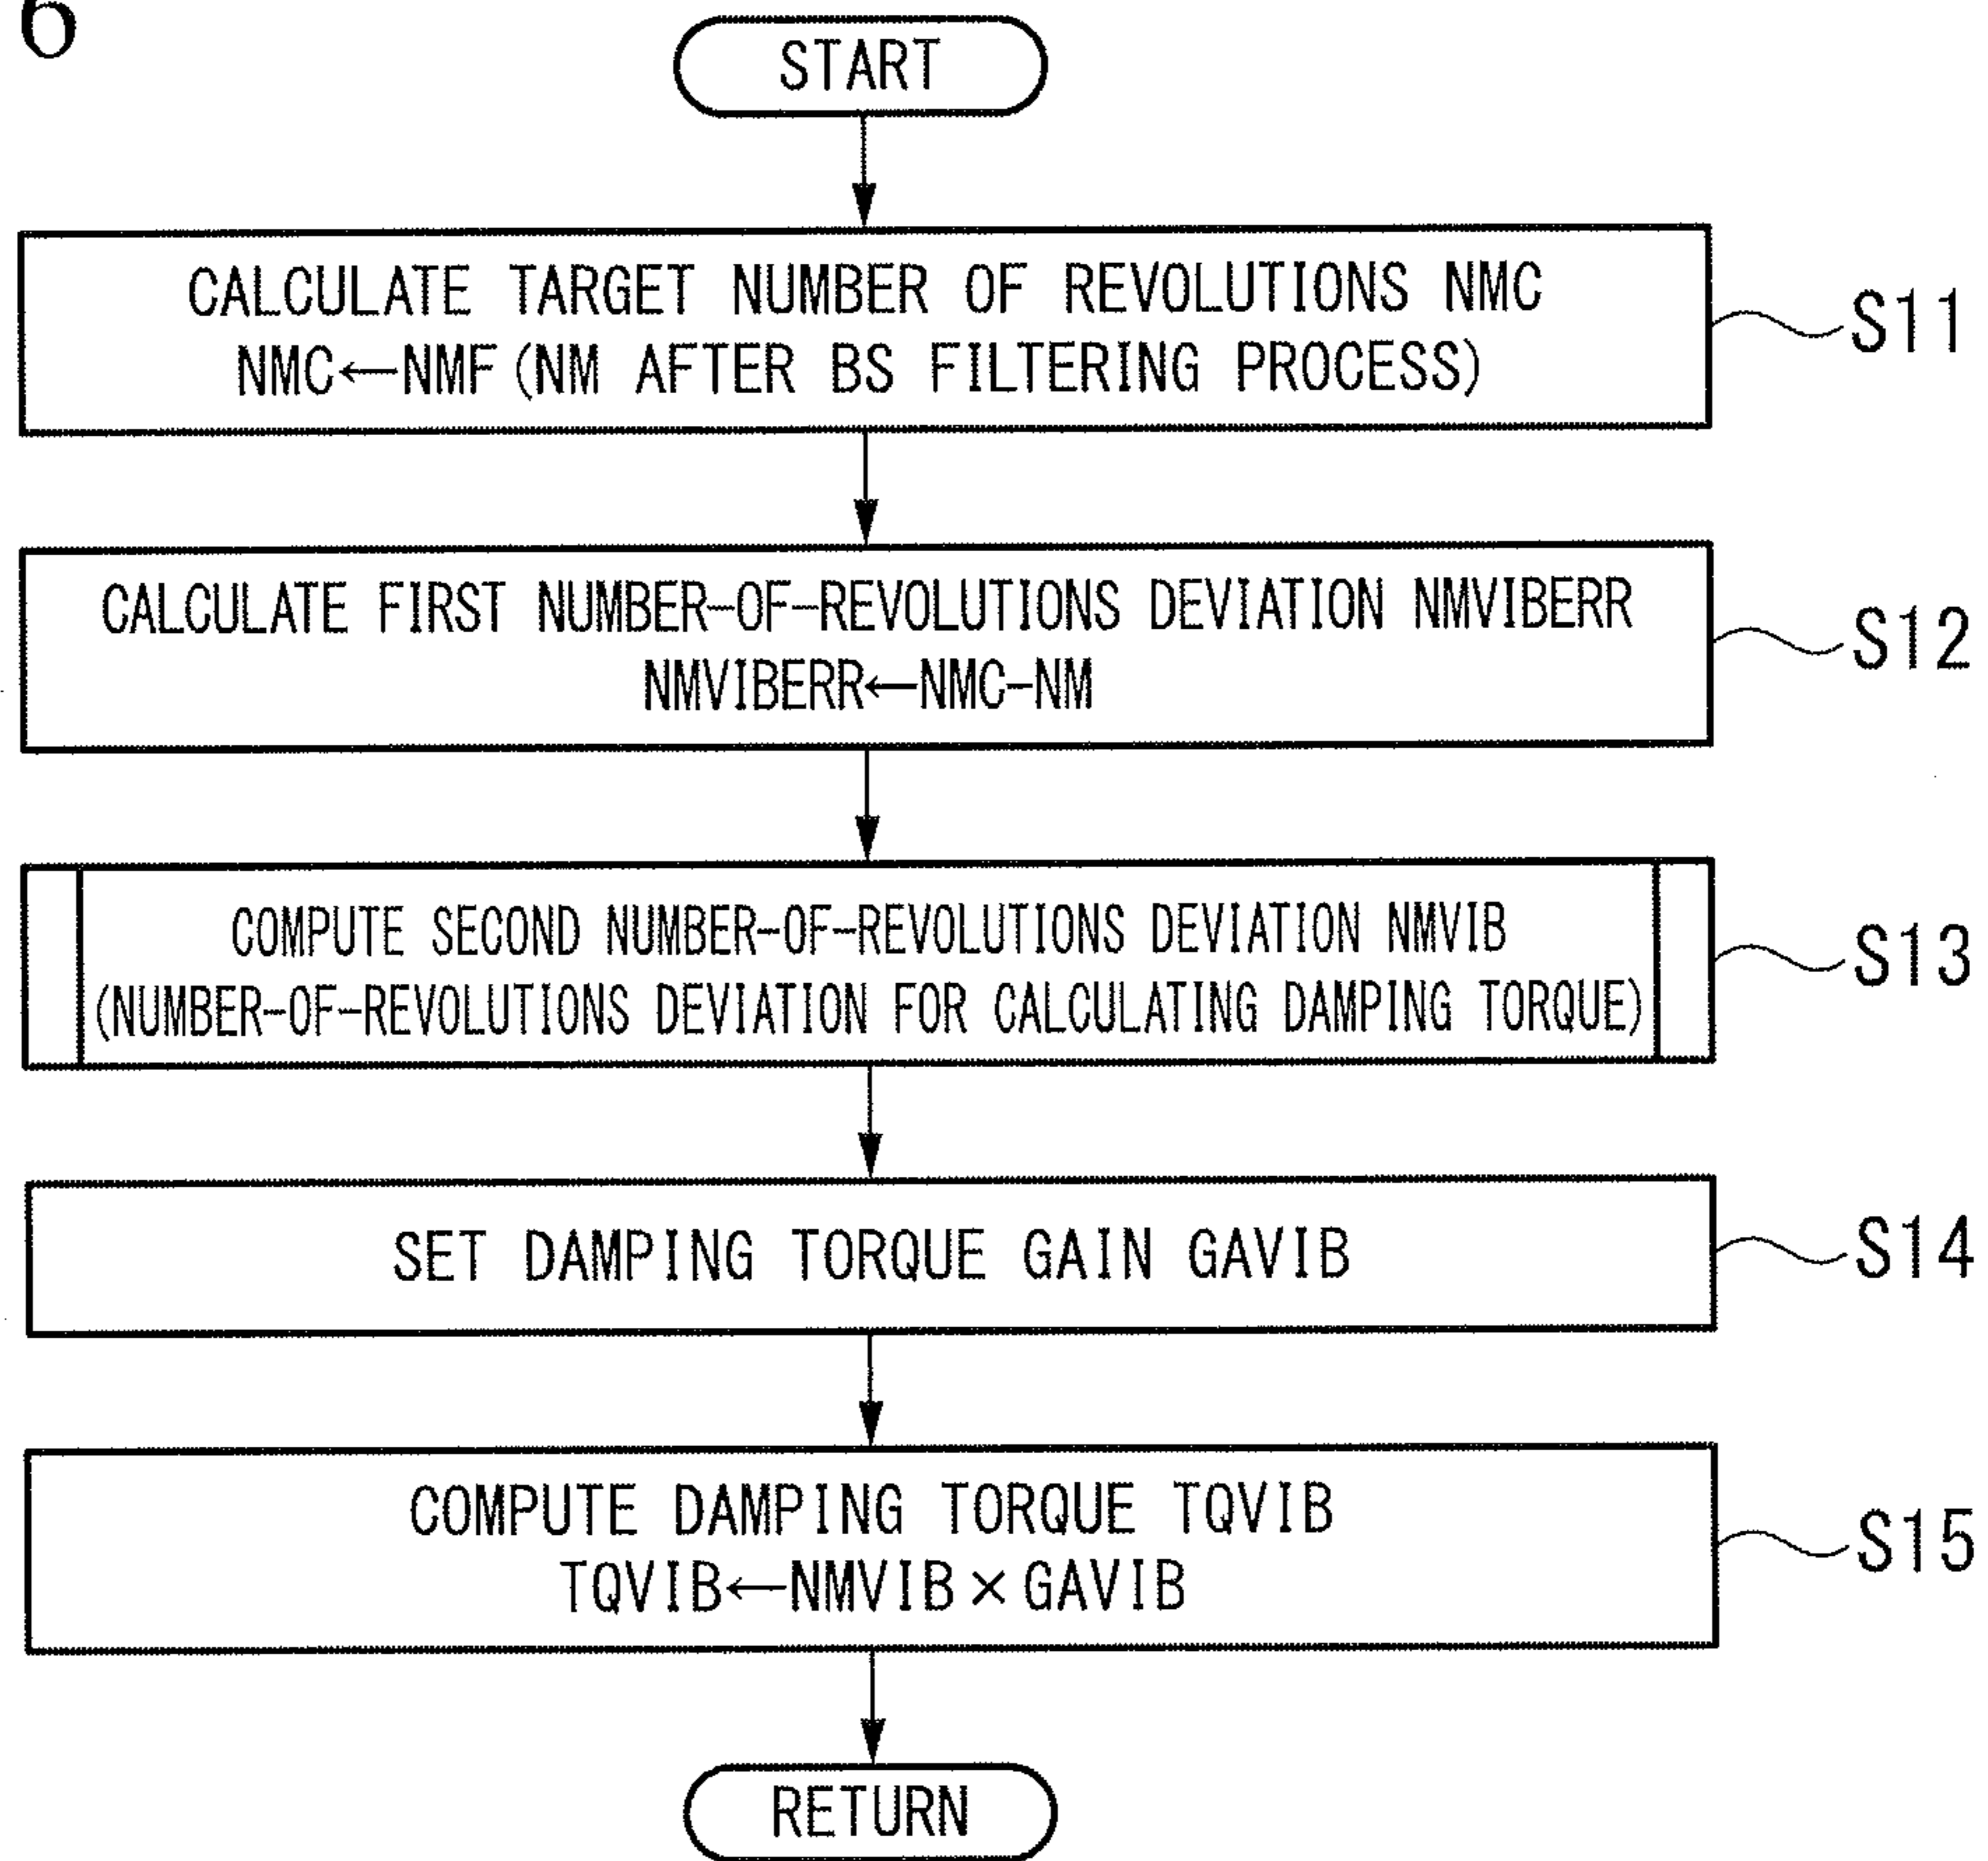 6
START
CALCULATE TARGET NUMBER OF REVOLUTIONS NMC
NMC←NMF (NM AFTER BS FILTERING PROCESS)
S11
CALCULATE FIRST NUMBER-OF-REVOLUTIONS DEVIATION NMVIBERR
NMVIBERR←NMC-NM
S12
COMPUTE SECOND NUMBER-OF-REVOLUTIONS DEVIATION NMVIB
(NUMBER-OF-REVOLUTIONS DEVIATION FOR CALCULATING DAMPING TORQUE)
S13
SET DAMPING TORQUE GAIN GAVIB
S14
COMPUTE DAMPING TORQUE TQVIB
TQVIB←NMVIB×GAVIB
S15
RETURN